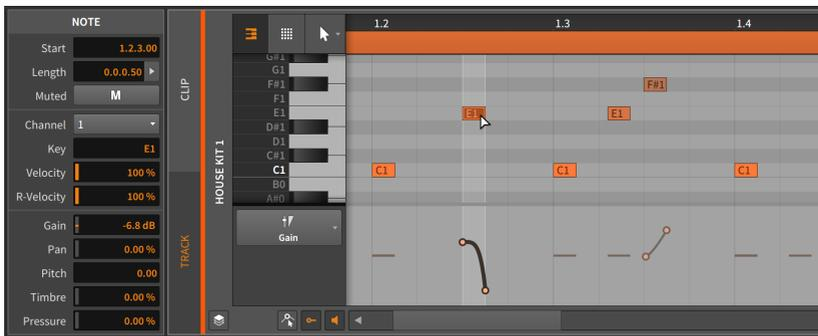 NOTE
Start 1.2.3.00
Length 0.0.0.50
Muted M
Channel 1
Key E1
Velocity 100 %
R-Velocity 100 %
Gain -6.8 dB
Pan 0.00 %
Pitch 0.00
Timbre 0.00 %
Pressure 0.00 %
CLIP
TRACK
HOUSE KIT 1
1.2 1.3 1.4
G#1
G1
F#1 F#1
F1
E1 E1 E1
D#1
D1
C#1
C1 C1 C1 C1
B0
A#0
Gain